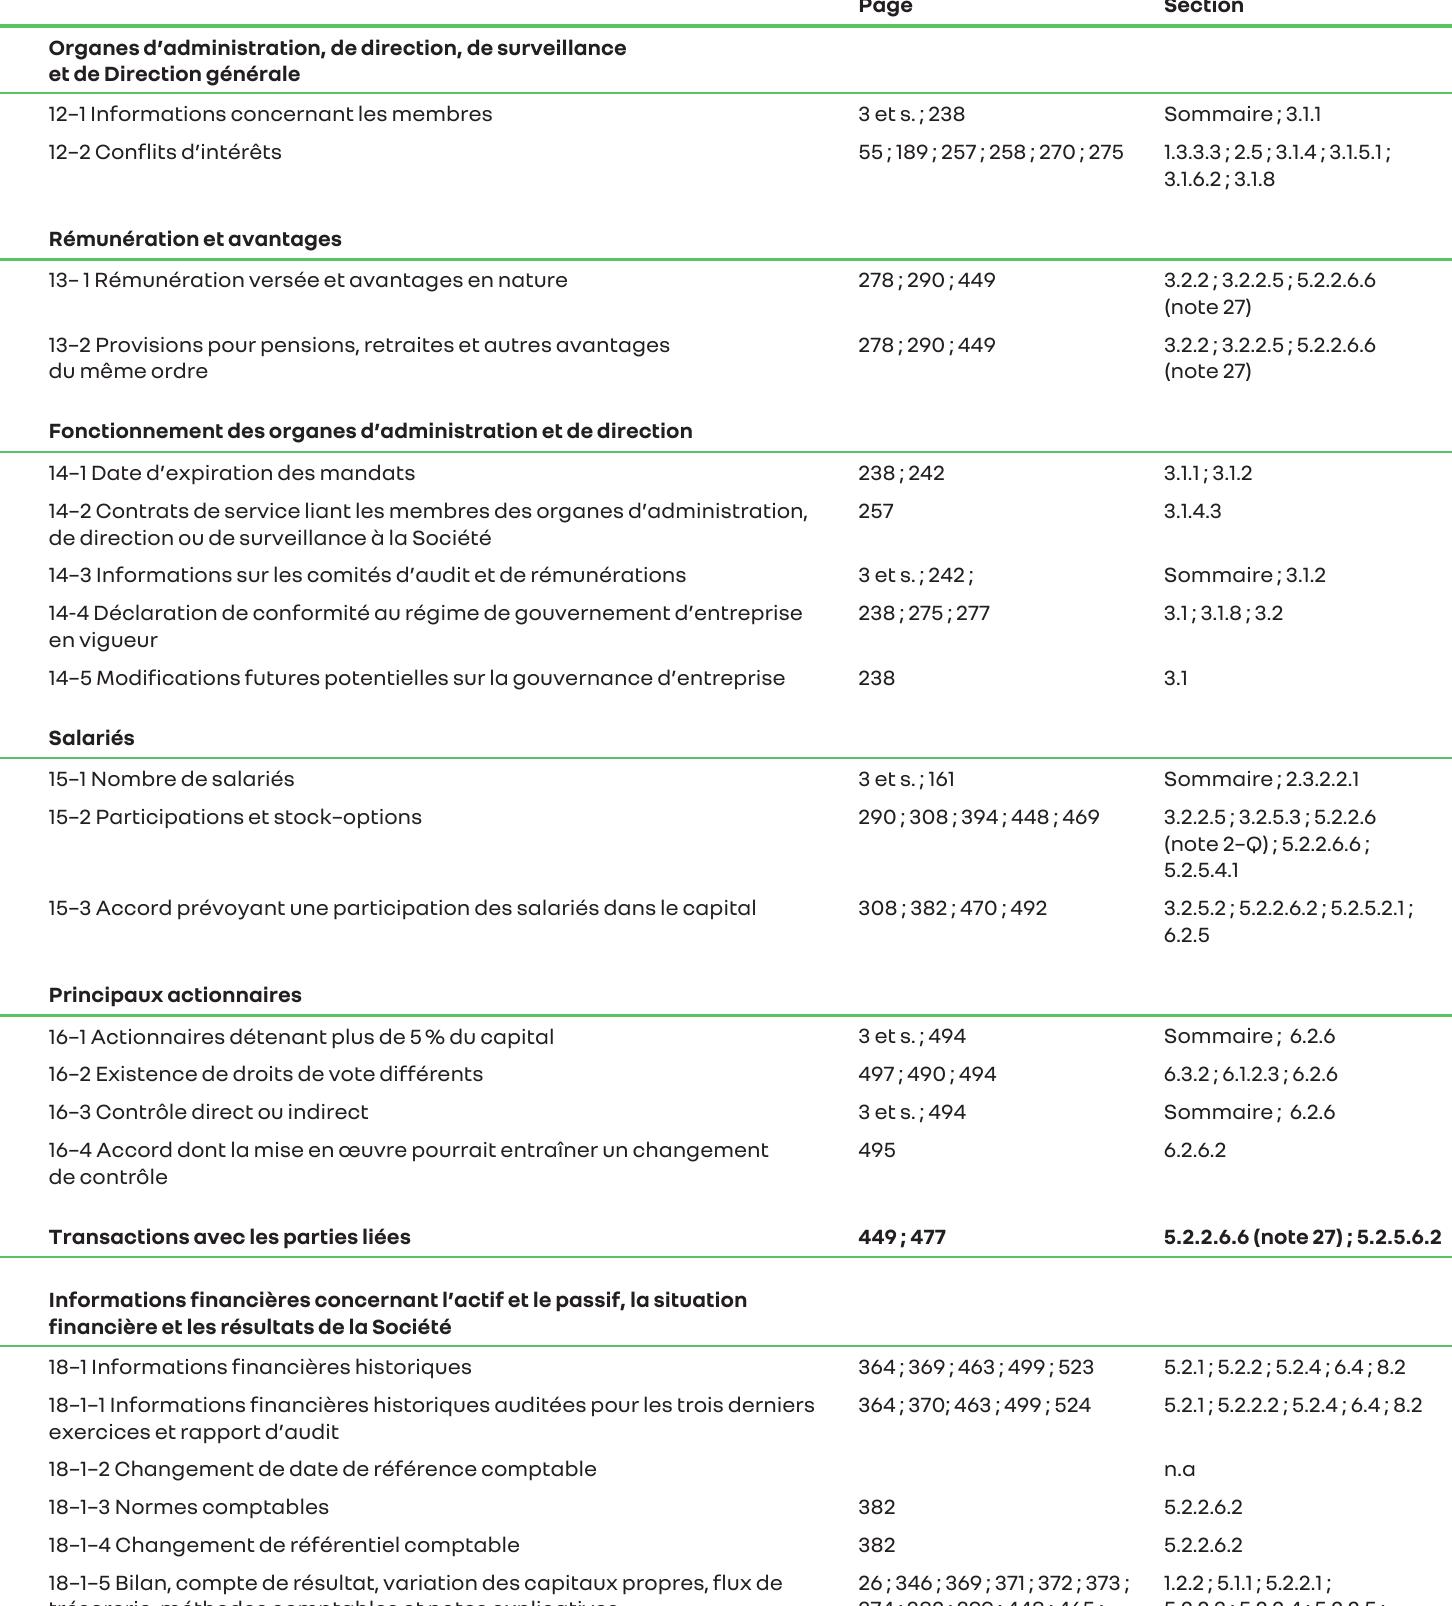 Page Section
Organes d’administration, de direction, de surveillance
et de Direction générale
12–1 Informations concernant les membres 3 et s. ; 238 Sommaire ; 3.1.1
12–2 Conflits d’intérêts 55 ; 189 ; 257 ; 258 ; 270 ; 275 1.3.3.3 ; 2.5 ; 3.1.4 ; 3.1.5.1 ;
3.1.6.2 ; 3.1.8
Rémunération et avantages
13– 1 Rémunération versée et avantages en nature 278 ; 290 ; 449 3.2.2 ; 3.2.2.5 ; 5.2.2.6.6
(note 27)
13–2 Provisions pour pensions, retraites et autres avantages 278 ; 290 ; 449 3.2.2 ; 3.2.2.5 ; 5.2.2.6.6
du même ordre (note 27)
Fonctionnement des organes d’administration et de direction
14–1 Date d’expiration des mandats 238 ; 242 3.1.1 ; 3.1.2
14–2 Contrats de service liant les membres des organes d’administration, 257 3.1.4.3
de direction ou de surveillance à la Société
14–3 Informations sur les comités d’audit et de rémunérations 3 et s. ; 242 ; Sommaire ; 3.1.2
14-4 Déclaration de conformité au régime de gouvernement d’entreprise 238 ; 275 ; 277 3.1 ; 3.1.8 ; 3.2
en vigueur
14–5 Modifications futures potentielles sur la gouvernance d’entreprise 238 3.1
Salariés
15–1 Nombre de salariés 3 et s. ; 161 Sommaire ; 2.3.2.2.1
15–2 Participations et stock–options 290 ; 308 ; 394 ; 448 ; 469 3.2.2.5 ; 3.2.5.3 ; 5.2.2.6
(note 2–Q) ; 5.2.2.6.6 ;
5.2.5.4.1
15–3 Accord prévoyant une participation des salariés dans le capital 308 ; 382 ; 470 ; 492 3.2.5.2 ; 5.2.2.6.2 ; 5.2.5.2.1 ;
6.2.5
Principaux actionnaires
16–1 Actionnaires détenant plus de 5 % du capital 3 et s. ; 494 Sommaire ; 6.2.6
16–2 Existence de droits de vote différents 497 ; 490 ; 494 6.3.2 ; 6.1.2.3 ; 6.2.6
16–3 Contrôle direct ou indirect 3 et s. ; 494 Sommaire ; 6.2.6
16–4 Accord dont la mise en œuvre pourrait entraîner un changement 495 6.2.6.2
de contrôle
Transactions avec les parties liées 449 ; 477 5.2.2.6.6 (note 27) ; 5.2.5.6.2
Informations financières concernant l’actif et le passif, la situation
financière et les résultats de la Société
18–1 Informations financières historiques 364 ; 369 ; 463 ; 499 ; 523 5.2.1 ; 5.2.2 ; 5.2.4 ; 6.4 ; 8.2
18–1–1 Informations financières historiques auditées pour les trois derniers 364 ; 370; 463 ; 499 ; 524 5.2.1 ; 5.2.2.2 ; 5.2.4 ; 6.4 ; 8.2
exercices et rapport d’audit
18–1–2 Changement de date de référence comptable n.a
18–1–3 Normes comptables 382 5.2.2.6.2
18–1–4 Changement de référentiel comptable 382 5.2.2.6.2
18–1–5 Bilan, compte de résultat, variation des capitaux propres, flux de 26 ; 346 ; 369 ; 371 ; 372 ; 373 ; 1.2.2 ; 5.1.1 ; 5.2.2.1 ;